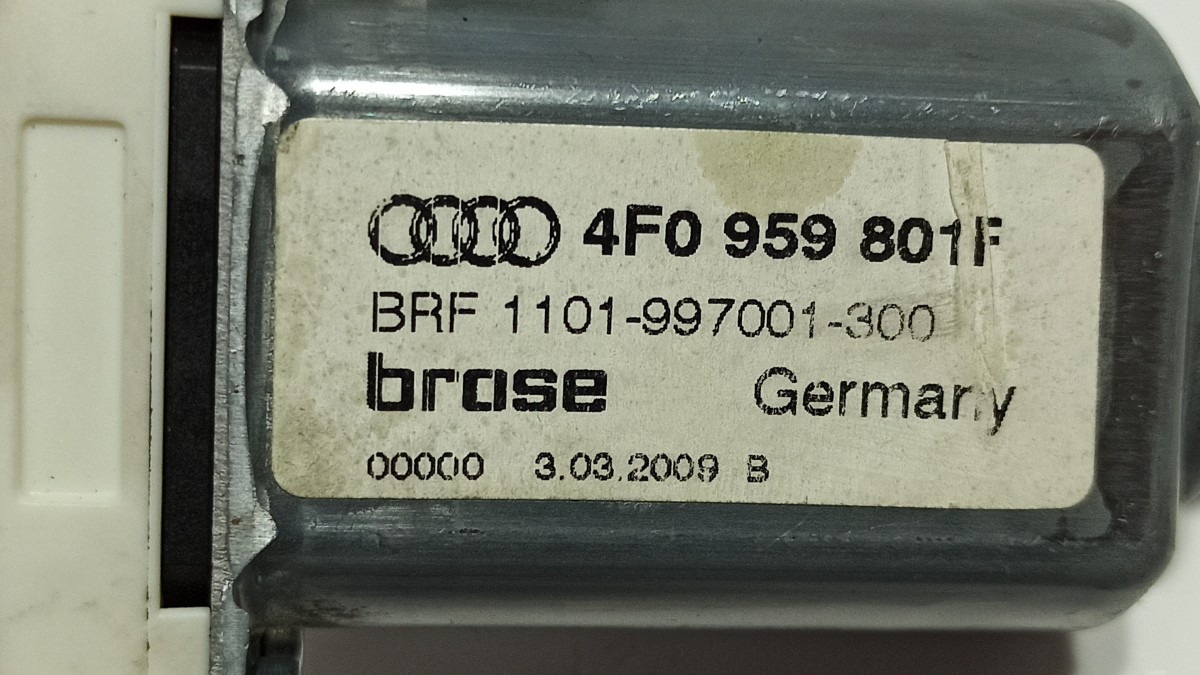 4F0 959 801F
BRF 1101-997001-300
brose Germany
00000 3.03.2009 B